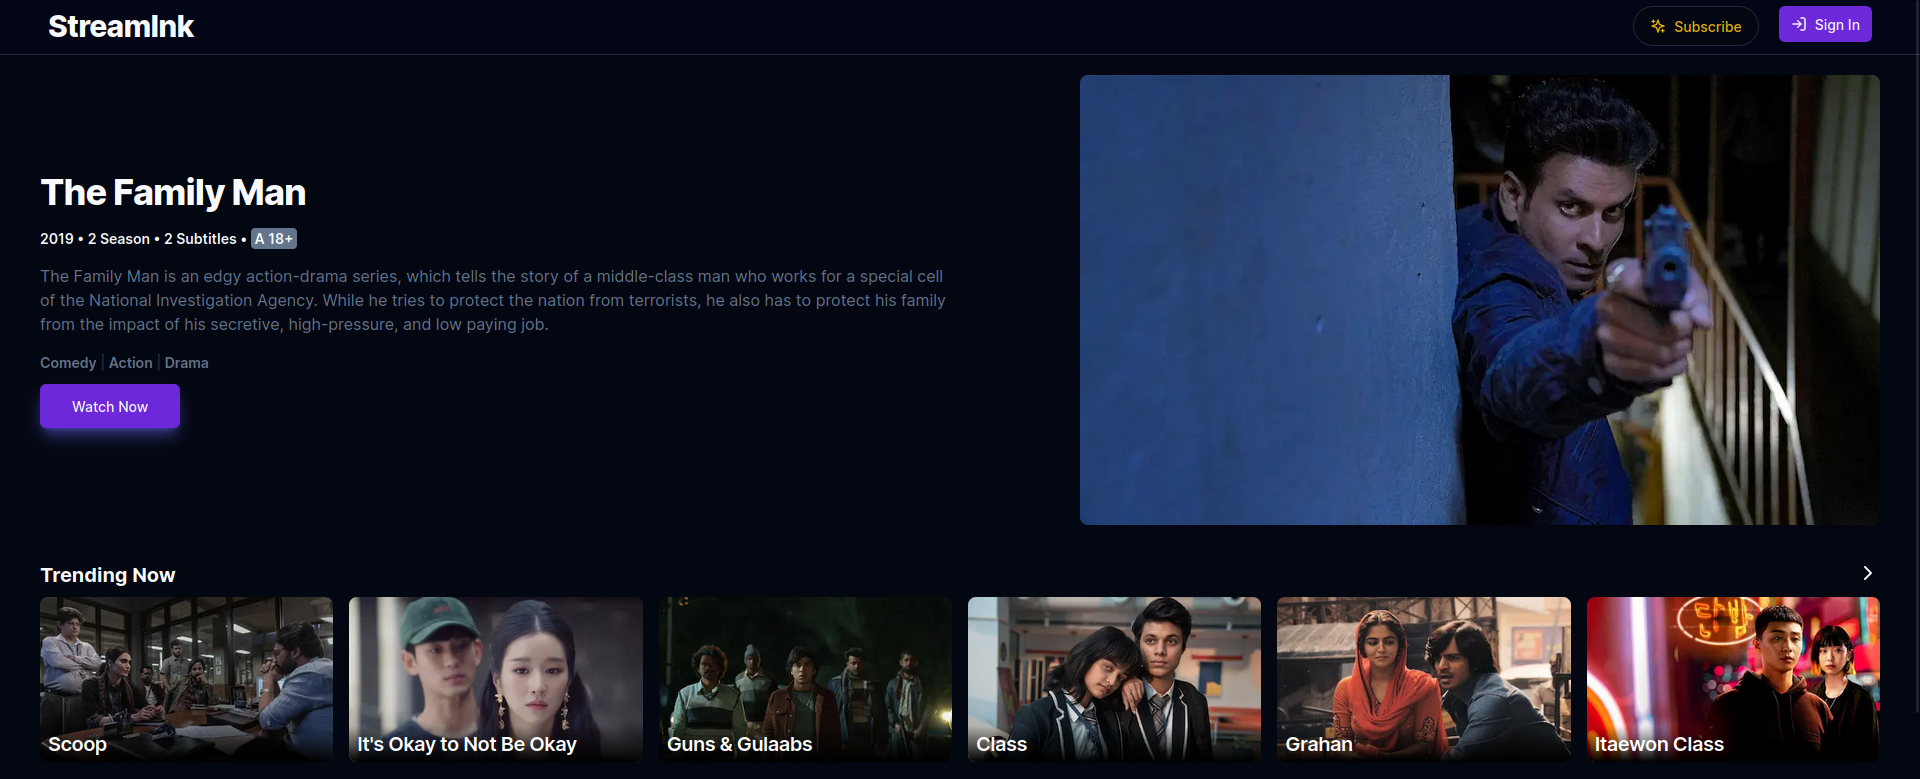 StreamInk
Subscribe
Sign In
The Family Man
2019 • 2 Season • 2 Subtitles • A 18+
The Family Man is an edgy action-drama series, which tells the story of a middle-class man who works for a special cell
of the National Investigation Agency. While he tries to protect the nation from terrorists, he also has to protect his family
from the impact of his secretive, high-pressure, and low paying job.
Comedy | Action | Drama
Watch Now
Trending Now
Scoop
It's Okay to Not Be Okay
Guns & Gulaabs
Class
Grahan
단밤
Itaewon Class